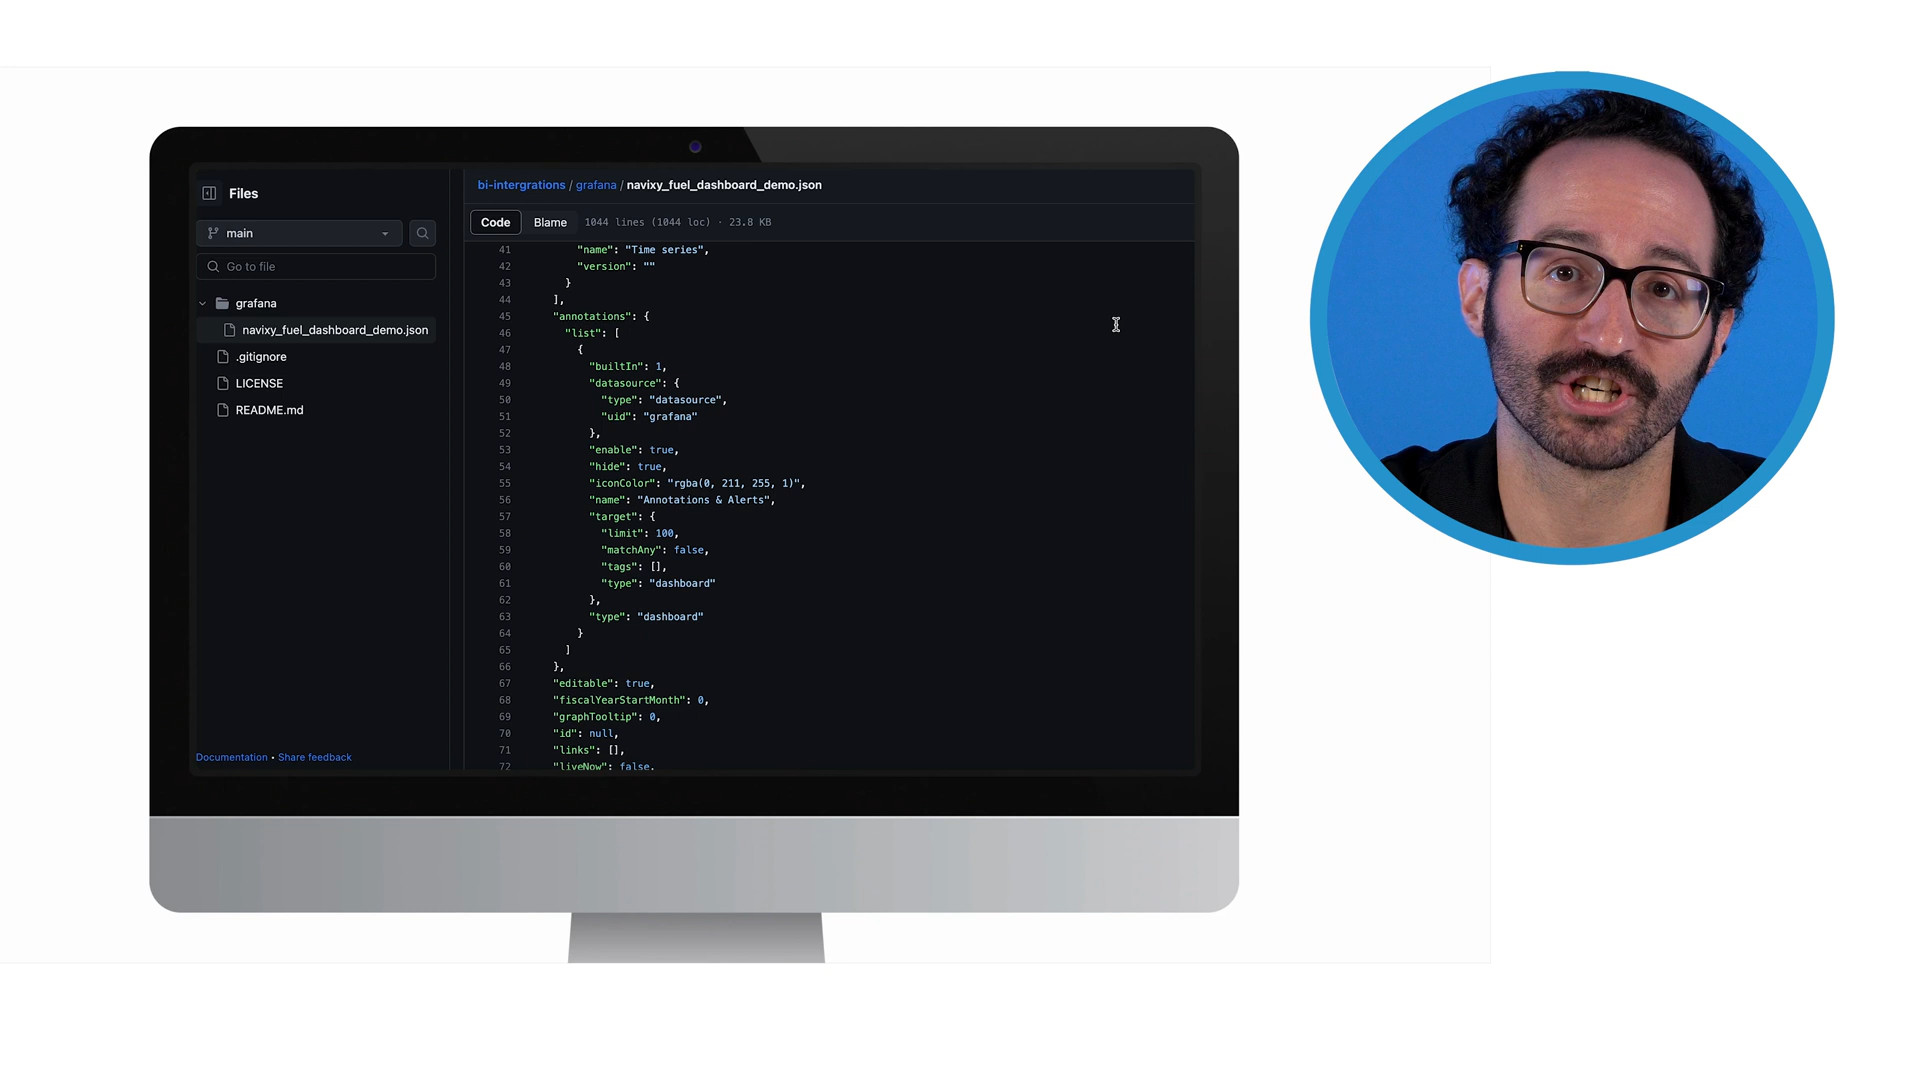 Files
main
Go to file
grafana
navixy_fuel_dashboard_demo.json
.gitignore
LICENSE
README.md
Documentation • Share feedback
bi-intergrations / grafana / navixy_fuel_dashboard_demo.json
Code Blame 1044 lines (1044 loc) · 23.8 KB
41 "name": "Time series",
42 "version": ""
43 }
44 ],
45 "annotations": {
46 "list": [
47 {
48 "builtIn": 1,
49 "datasource": {
50 "type": "datasource",
51 "uid": "grafana"
52 },
53 "enable": true,
54 "hide": true,
55 "iconColor": "rgba(0, 211, 255, 1)",
56 "name": "Annotations & Alerts",
57 "target": {
58 "limit": 100,
59 "matchAny": false,
60 "tags": [],
61 "type": "dashboard"
62 },
63 "type": "dashboard"
64 }
65 ]
66 },
67 "editable": true,
68 "fiscalYearStartMonth": 0,
69 "graphTooltip": 0,
70 "id": null,
71 "links": [],
72 "liveNow": false,